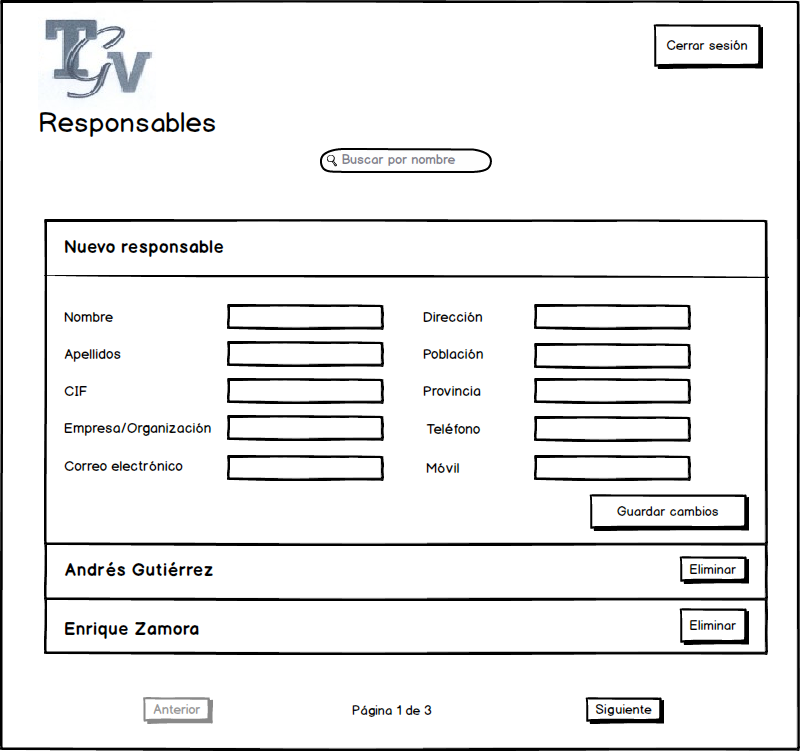 TGV
Cerrar sesión
Responsables
Buscar por nombre
Nuevo responsable
Nombre
Dirección
Apellidos
Población
CIF
Provincia
Empresa/Organización
Teléfono
Correo electrónico
Móvil
Guardar cambios
Andrés Gutiérrez
Eliminar
Enrique Zamora
Eliminar
Anterior
Página 1 de 3
Siguiente